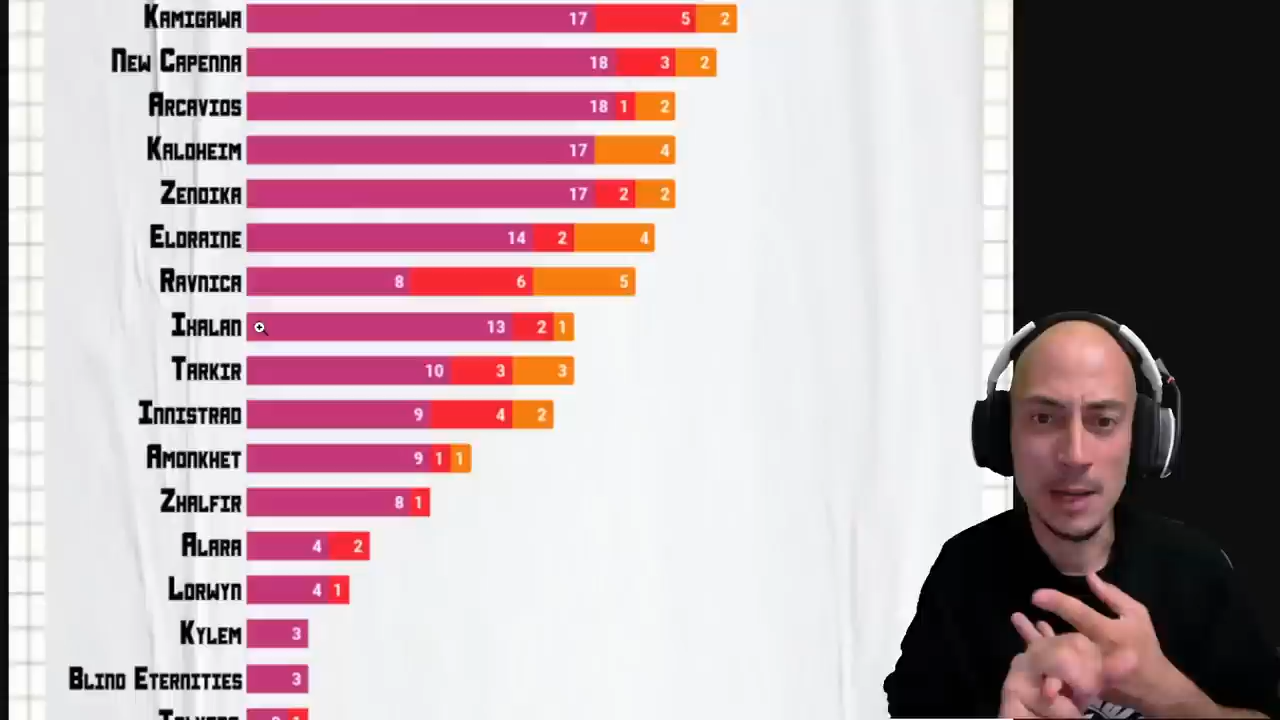 KAMIGAWA 17 5 2
NEW CAPENNA 18 3 2
ARCAVIOS 18 1 2
KALDHEIM 17 4
ZENDIKA 17 2 2
ELDRAINE 14 2 4
RAVNICA 8 6 5
IXALAN 13 2 1
TARKIR 10 3 3
INNISTRAD 9 4 2
AMONKHET 9 1 1
ZHALFIR 8 1
ALARA 4 2
LORWYN 4 1
KYLEM 3
BLIND ETERNITIES 3